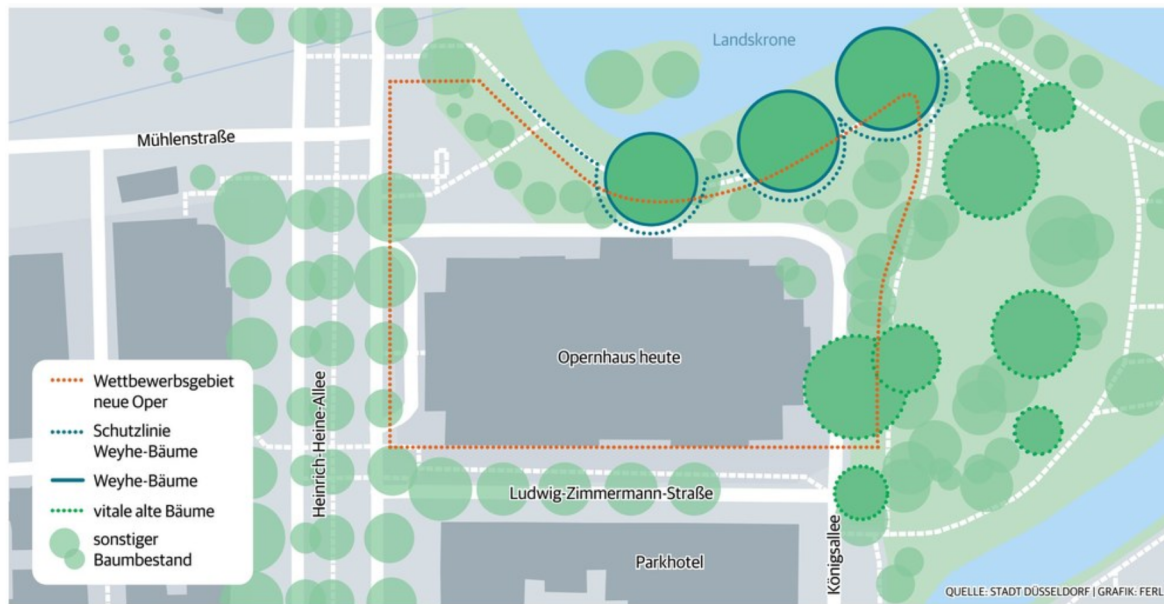 Landskrone
Mühlenstraße
Opernhaus heute
Heinrich-Heine-Allee
Ludwig-Zimmermann-Straße
Parkhotel
Königsallee
Wettbewerbsgebiet
neue Oper
Schutzlinie
Weyhe-Bäume
Weyhe-Bäume
vitale alte Bäume
sonstiger
Baumbestand
QUELLE: STADT DÜSSELDORF | GRAFIK: FERL